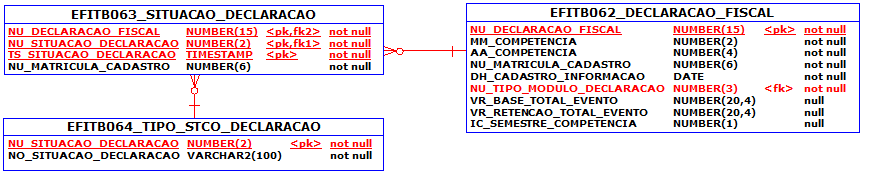 EFITB063_SITUACAO_DECLARACAO
NU_DECLARACAO_FISCAL NUMBER(15) <pk,fk2> not null
NU_SITUACAO_DECLARACAO NUMBER(2) <pk,fk1> not null
TS_SITUACAO_DECLARACAO TIMESTAMP <pk> not null
NU_MATRICULA_CADASTRO NUMBER(6) not null
EFITB062_DECLARACAO_FISCAL
NU_DECLARACAO_FISCAL NUMBER(15) <pk> not null
MM_COMPETENCIA NUMBER(2) not null
AA_COMPETENCIA NUMBER(4) not null
NU_MATRICULA_CADASTRO NUMBER(6) not null
DH_CADASTRO_INFORMACAO DATE not null
NU_TIPO_MODULO_DECLARACAO NUMBER(3) <fk> not null
VR_BASE_TOTAL_EVENTO NUMBER(20,4) null
VR_RETENCAO_TOTAL_EVENTO NUMBER(20,4) null
IC_SEMESTRE_COMPETENCIA NUMBER(1) null
EFITB064_TIPO_STCO_DECLARACAO
NU_SITUACAO_DECLARACAO NUMBER(2) <pk> not null
NO_SITUACAO_DECLARACAO VARCHAR2(100) not null